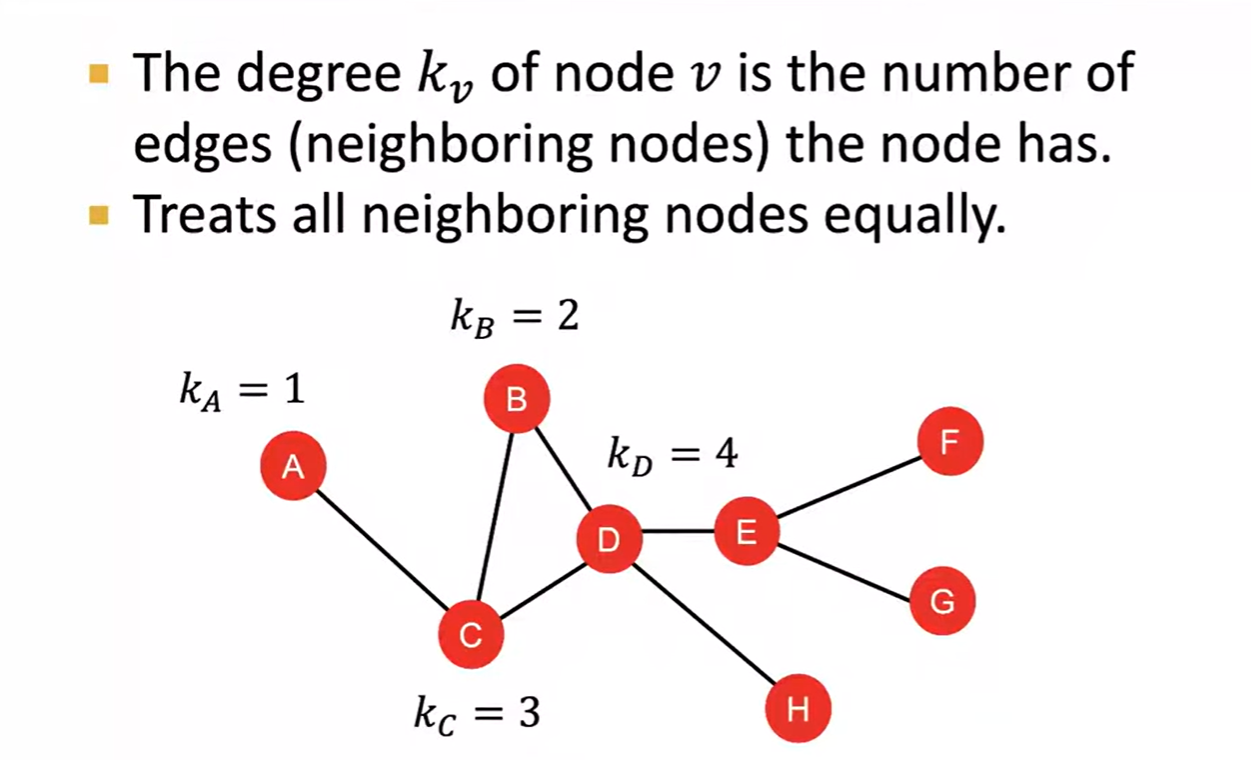 The degree k_v of node v is the number of
edges (neighboring nodes) the node has.
Treats all neighboring nodes equally.
k_B = 2
k_A = 1
B
F
k_D = 4
A
D
E
G
C
H
k_C = 3